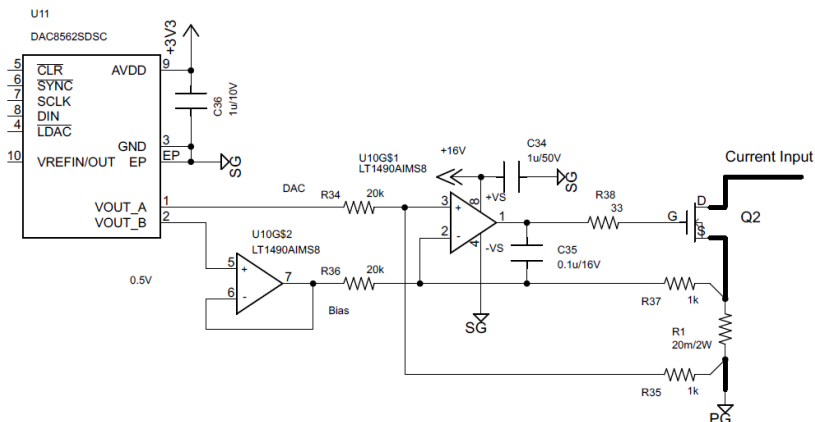 U11
DAC8562SDSC
+3V3
5 CLR AVDD 9
6 SYNC
7 SCLK
8 DIN
4 LDAC
C36
1u/10V
GND 3
10 VREFIN/OUT EP EP
SG
VOUT_A 1
VOUT_B 2
DAC
R34
20k
U10G$1
LT1490AIMS8
+16V
C34
1u/50V
SG
Current Input
3
+
8
+VS
1
2
-
4
-VS
R38
33
G
D
S
Q2
U10G$2
LT1490AIMS8
0.5V
5
+
6
-
7
R36
20k
Bias
C35
0.1u/16V
SG
R37
1k
R1
20m/2W
R35
1k
PG